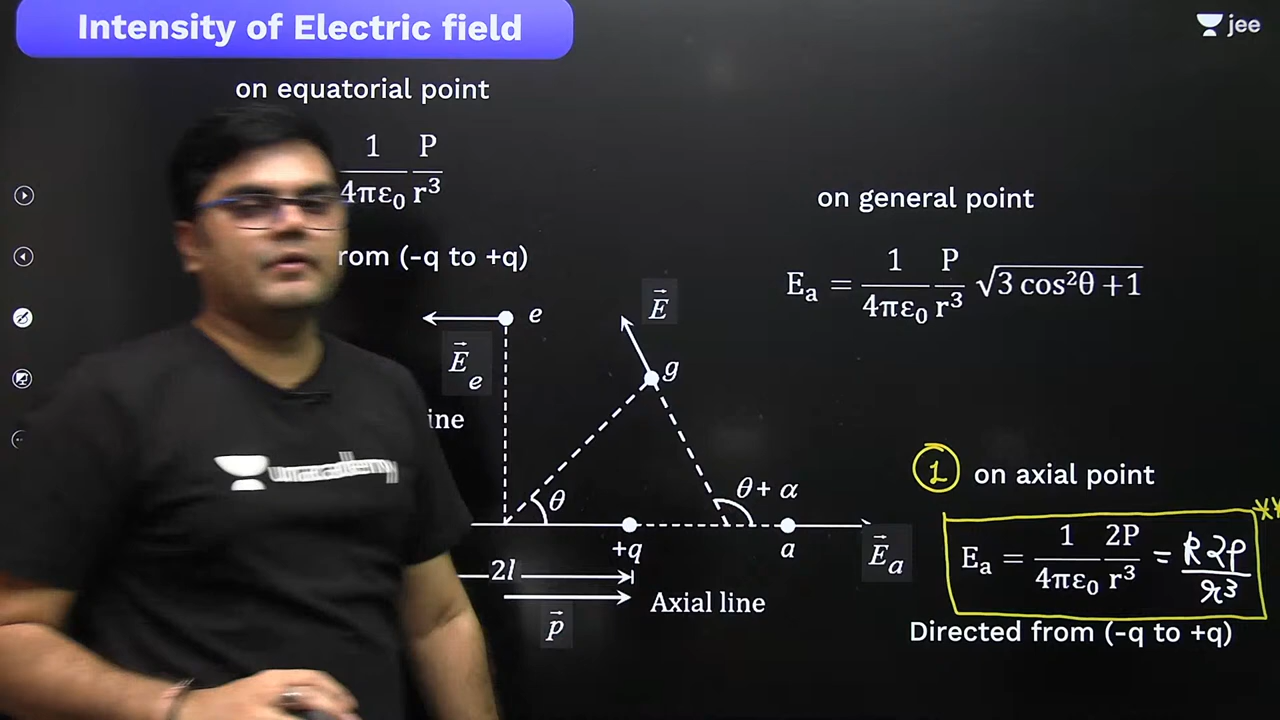 Intensity of Electric field
jee
on equatorial point
1/4πε₀ P/r³
rom (-q to +q)
on general point
Eₐ = 1/4πε₀ P/r³ √3 cos²θ +1
E⃗
e
g
E⃗ₑ
ine
unacademy
θ
θ+ α
+q
a
E⃗ₐ
2l
p⃗
Axial line
1 on axial point
Eₐ = 1/4πε₀ 2P/r³ = k2p/r³
Directed from (-q to +q)